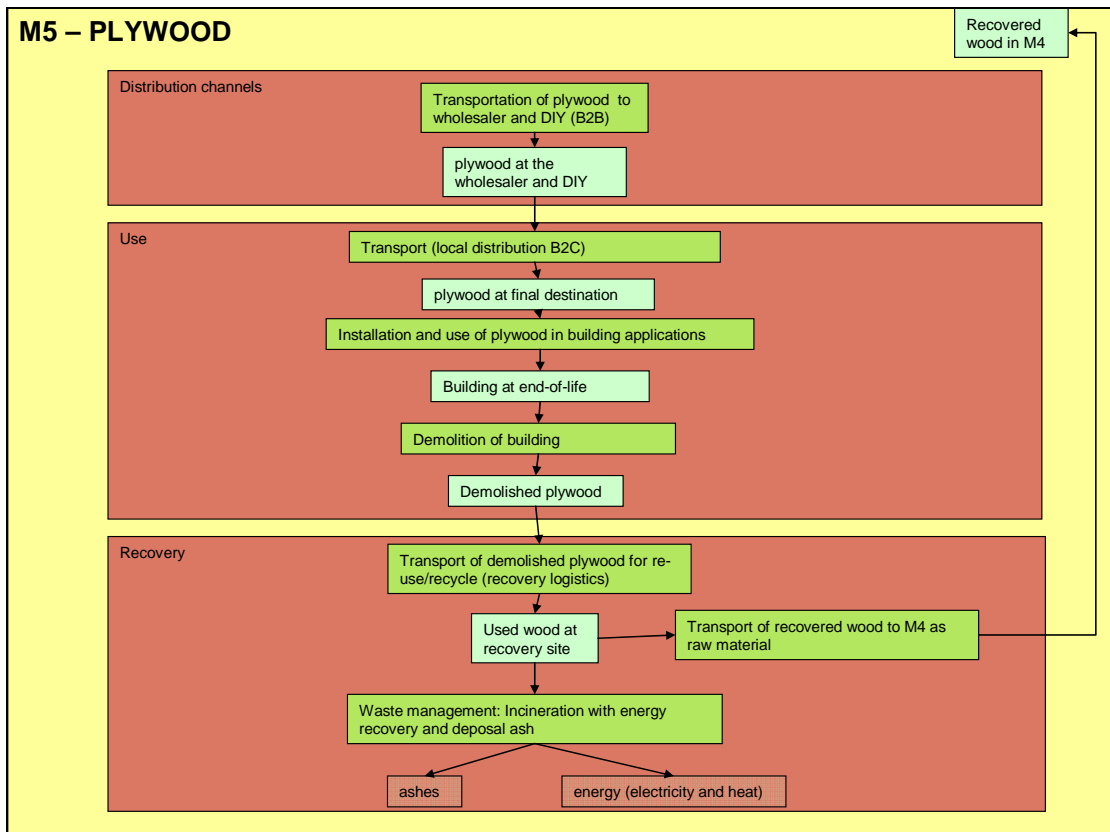 M5 – PLYWOOD
Recovered
wood in M4
Distribution channels
Transportation of plywood  to
wholesaler and DIY (B2B)
plywood at the
wholesaler and DIY
Use
Transport (local distribution B2C)
plywood at final destination
Installation and use of plywood in building applications
Building at end-of-life
Demolition of building
Demolished plywood
Recovery
Transport of demolished plywood for re-
use/recycle (recovery logistics)
Used wood at
recovery site
Transport of recovered wood to M4 as
raw material
Waste management: Incineration with energy
recovery and deposal ash
ashes
energy (electricity and heat)